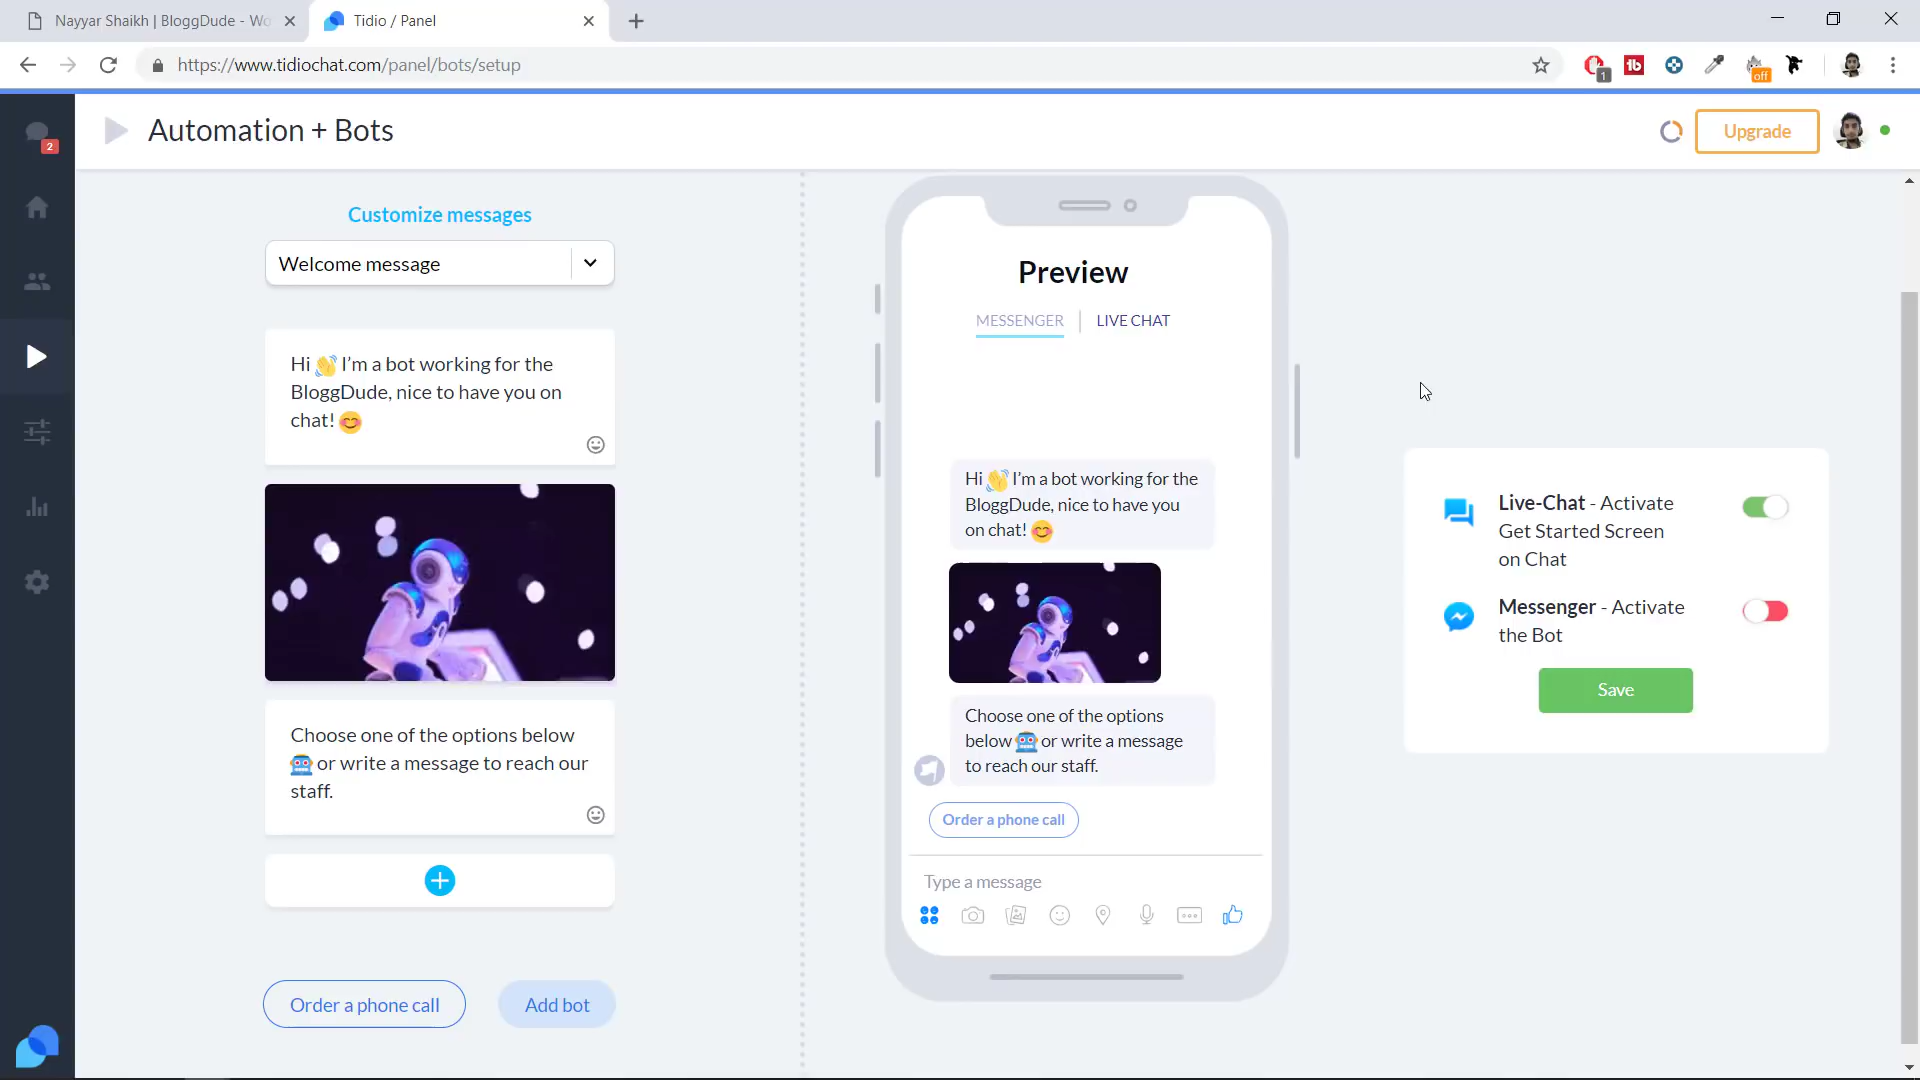 Nayyar Shaikh | BloggDude - Wo
Tidio / Panel
https://www.tidiochat.com/panel/bots/setup
1
off
2
Automation + Bots
Upgrade
Customize messages
Welcome message
Hi 👋 I’m a bot working for the
BloggDude, nice to have you on
chat! 😊
Choose one of the options below
🤖 or write a message to reach our
staff.
Order a phone call
Add bot
Preview
MESSENGER | LIVE CHAT
Hi 👋 I’m a bot working for the
BloggDude, nice to have you
on chat! 😊
Choose one of the options
below 🤖 or write a message
to reach our staff.
Order a phone call
Type a message
Live-Chat - Activate
Get Started Screen
on Chat
Messenger - Activate
the Bot
Save